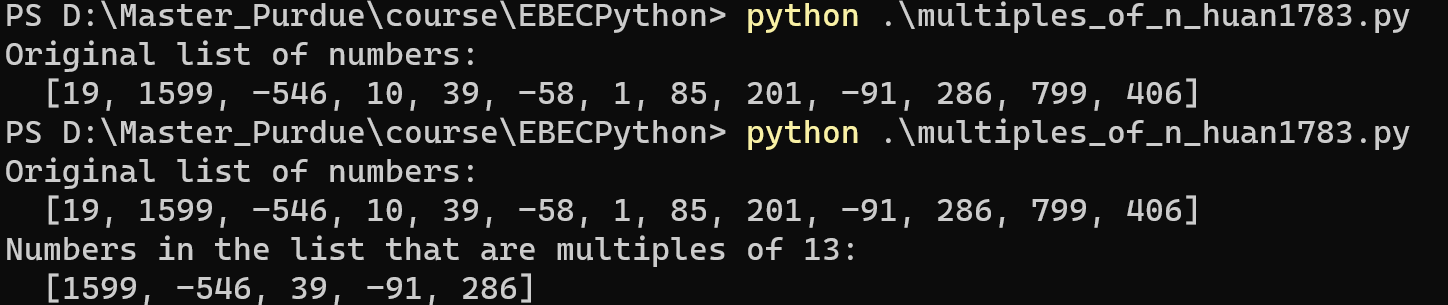 PS D:\Master_Purdue\course\EBECPython> python .\multiples_of_n_huan1783.py
Original list of numbers:
  [19, 1599, -546, 10, 39, -58, 1, 85, 201, -91, 286, 799, 406]
PS D:\Master_Purdue\course\EBECPython> python .\multiples_of_n_huan1783.py
Original list of numbers:
  [19, 1599, -546, 10, 39, -58, 1, 85, 201, -91, 286, 799, 406]
Numbers in the list that are multiples of 13:
  [1599, -546, 39, -91, 286]